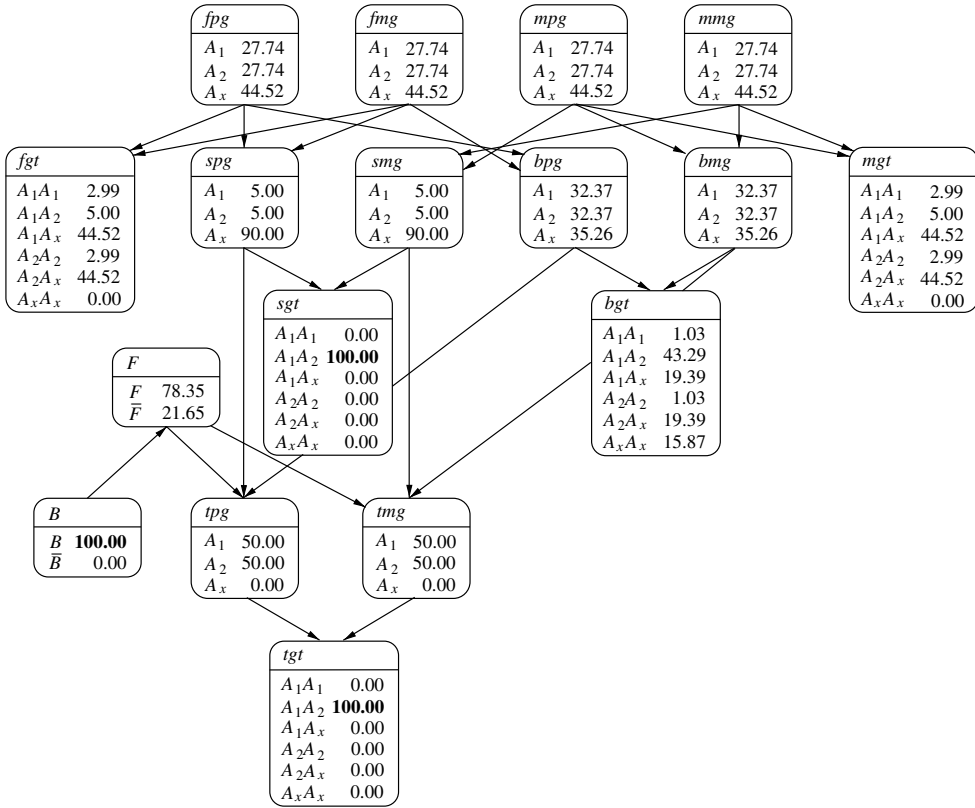 fpg
A1 27.74
A2 27.74
Ax 44.52
fmg
A1 27.74
A2 27.74
Ax 44.52
mpg
A1 27.74
A2 27.74
Ax 44.52
mmg
A1 27.74
A2 27.74
Ax 44.52
fgt
A1A1 2.99
A1A2 5.00
A1Ax 44.52
A2A2 2.99
A2Ax 44.52
AxAx 0.00
spg
A1 5.00
A2 5.00
Ax 90.00
smg
A1 5.00
A2 5.00
Ax 90.00
bpg
A1 32.37
A2 32.37
Ax 35.26
bmg
A1 32.37
A2 32.37
Ax 35.26
mgt
A1A1 2.99
A1A2 5.00
A1Ax 44.52
A2A2 2.99
A2Ax 44.52
AxAx 0.00
sgt
A1A1 0.00
A1A2 100.00
A1Ax 0.00
A2A2 0.00
A2Ax 0.00
AxAx 0.00
bgt
A1A1 1.03
A1A2 43.29
A1Ax 19.39
A2A2 1.03
A2Ax 19.39
AxAx 15.87
F
F 78.35
F̅ 21.65
B
B 100.00
B̅ 0.00
tpg
A1 50.00
A2 50.00
Ax 0.00
tmg
A1 50.00
A2 50.00
Ax 0.00
tgt
A1A1 0.00
A1A2 100.00
A1Ax 0.00
A2A2 0.00
A2Ax 0.00
AxAx 0.00